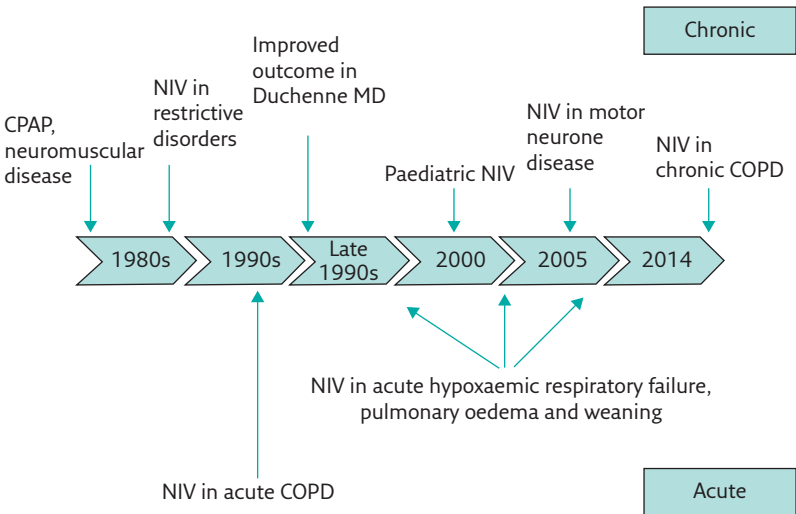 Chronic
Improved
outcome in
Duchenne MD
NIV in
restrictive
disorders
CPAP,
neuromuscular
disease
Paediatric NIV
NIV in motor
neurone
disease
NIV in
chronic COPD
1980s
1990s
Late
1990s
2000
2005
2014
NIV in acute hypoxaemic respiratory failure,
pulmonary oedema and weaning
NIV in acute COPD
Acute